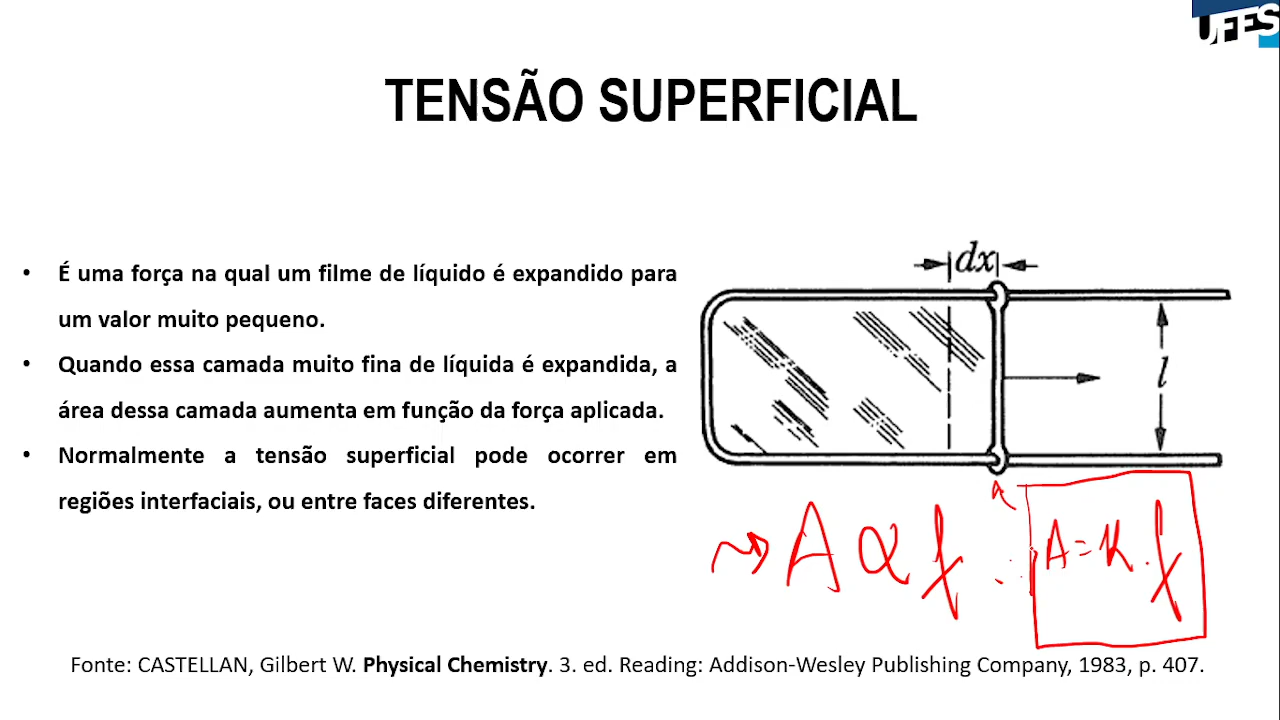 UFES
TENSÃO SUPERFICIAL
• É uma força na qual um filme de líquido é expandido para
um valor muito pequeno.
• Quando essa camada muito fina de líquida é expandida, a
área dessa camada aumenta em função da força aplicada.
• Normalmente a tensão superficial pode ocorrer em
regiões interfaciais, ou entre faces diferentes.
dx
l
A α f ∴ A = K . f
Fonte: CASTELLAN, Gilbert W. Physical Chemistry. 3. ed. Reading: Addison-Wesley Publishing Company, 1983, p. 407.